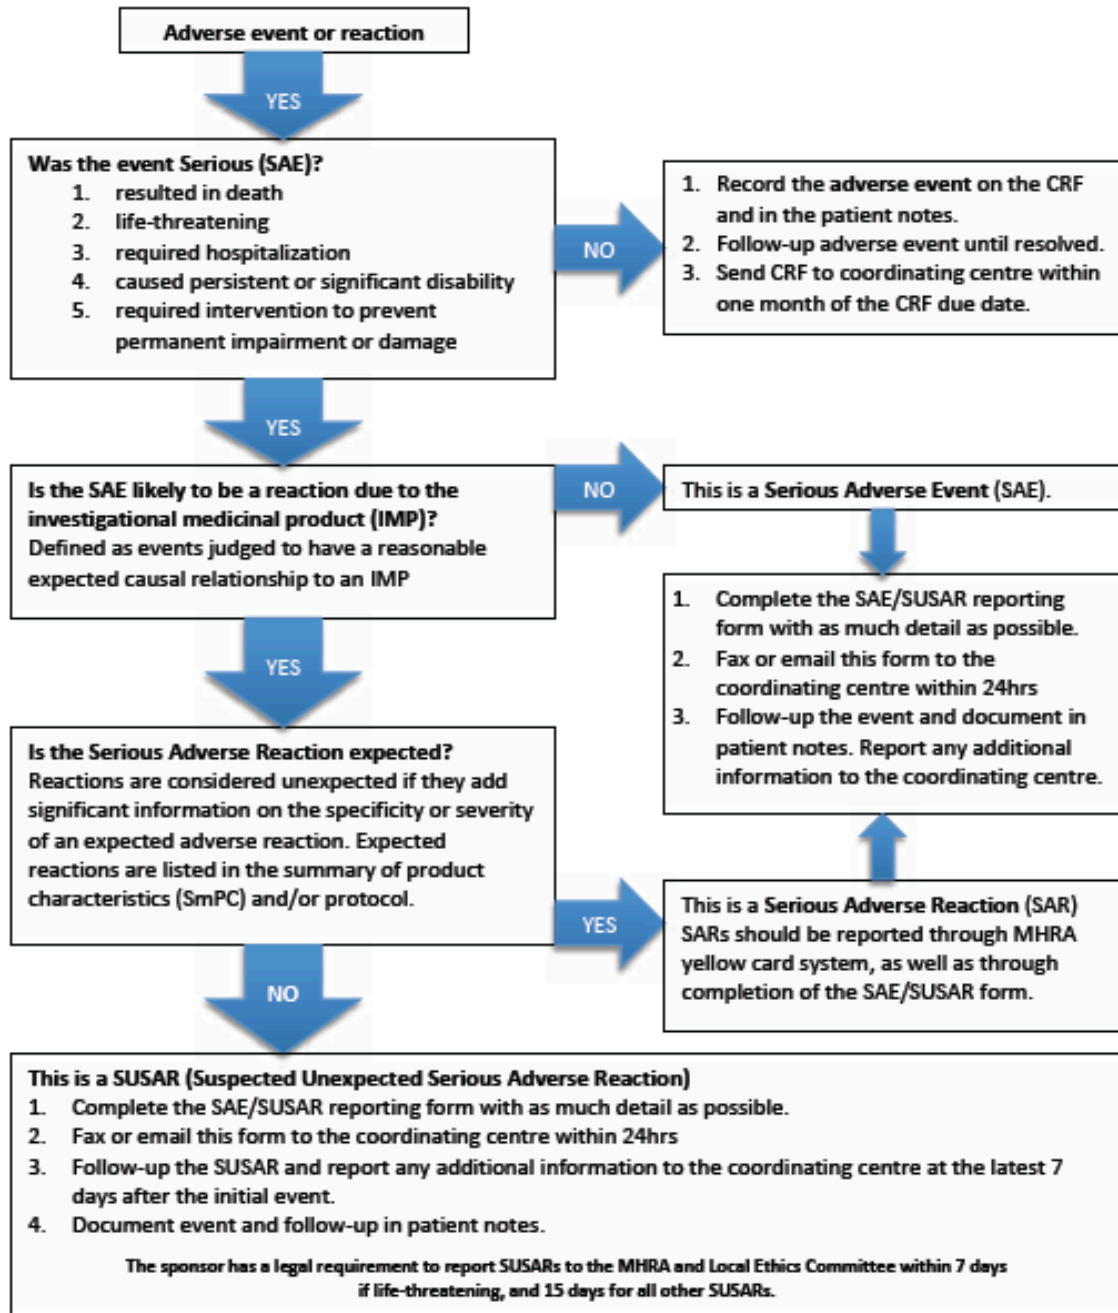 Adverse event or reaction
YES
Was the event Serious (SAE)?
1. resulted in death
2. life-threatening
3. required hospitalization
4. caused persistent or significant disability
5. required intervention to prevent
permanent impairment or damage
NO
1. Record the adverse event on the CRF
and in the patient notes.
2. Follow-up adverse event until resolved.
3. Send CRF to coordinating centre within
one month of the CRF due date.
YES
Is the SAE likely to be a reaction due to the
investigational medicinal product (IMP)?
Defined as events judged to have a reasonable
expected causal relationship to an IMP
NO
This is a Serious Adverse Event (SAE).
1. Complete the SAE/SUSAR reporting
form with as much detail as possible.
2. Fax or email this form to the
coordinating centre within 24hrs
3. Follow-up the event and document in
patient notes. Report any additional
information to the coordinating centre.
YES
Is the Serious Adverse Reaction expected?
Reactions are considered unexpected if they add
significant information on the specificity or severity
of an expected adverse reaction. Expected
reactions are listed in the summary of product
characteristics (SmPC) and/or protocol.
YES
This is a Serious Adverse Reaction (SAR)
SARs should be reported through MHRA
yellow card system, as well as through
completion of the SAE/SUSAR form.
NO
This is a SUSAR (Suspected Unexpected Serious Adverse Reaction)
1. Complete the SAE/SUSAR reporting form with as much detail as possible.
2. Fax or email this form to the coordinating centre within 24hrs
3. Follow-up the SUSAR and report any additional information to the coordinating centre at the latest 7
days after the initial event.
4. Document event and follow-up in patient notes.
The sponsor has a legal requirement to report SUSARs to the MHRA and Local Ethics Committee within 7 days
if life-threatening, and 15 days for all other SUSARs.